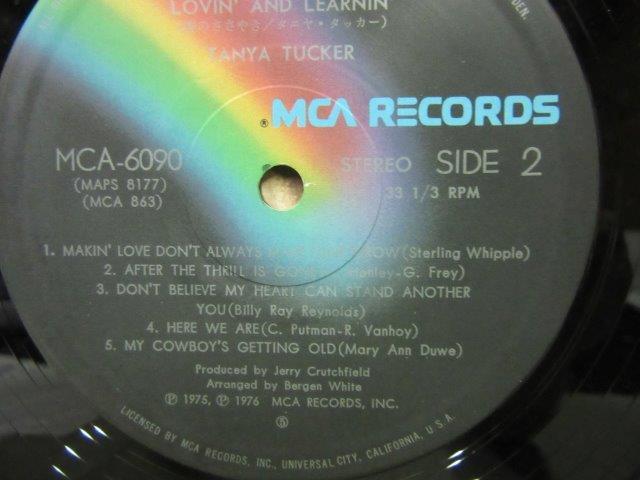 LOVIN' AND LEARNIN'
ささやき/タニヤ・タッカー)
TANYA TUCKER
® MCA RECORDS
MCA-6090
STEREO SIDE 2
(MAPS 8177)
(MCA 863)
33 1/3 RPM
1. MAKIN' LOVE DON'T ALWAYS (Sterling Whipple)
2. AFTER THE THRILL IS G. Frey)
3. DON'T BELIEVE MY HEART CAN STAND ANOTHER
YOU(Billy Ray Reynolds)
4. HERE WE ARE(C. Putman-R. Vanhoy)
5. MY COWBOY'S GETTING OLD(Mary Ann Duwe)
Produced by Jerry Crutchfield
Arranged by Bergen White
Ⓟ 1975, Ⓟ 1976 MCA RECORDS, INC.
LICENSED BY MCA RECORDS, INC., UNIVERSAL CITY, CALIFORNIA, U.S.A.